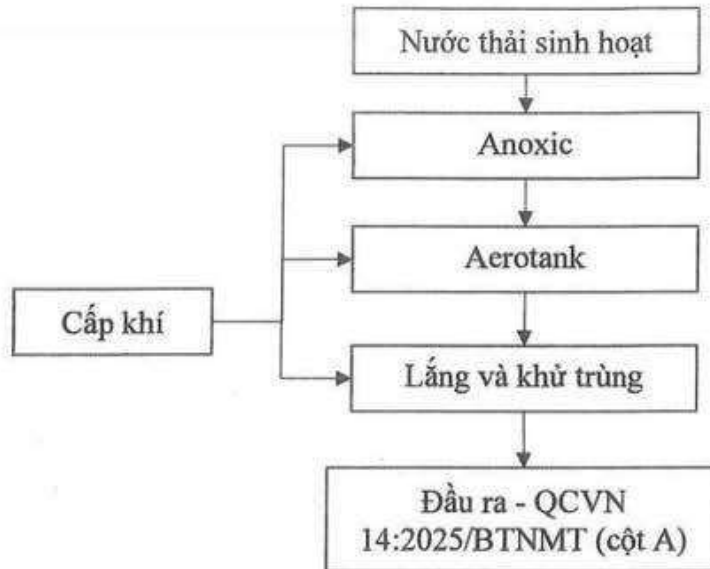 Nước thải sinh hoạt
Anoxic
Aerotank
Cấp khí
Lắng và khử trùng
Đầu ra - QCVN
14:2025/BTNMT (cột A)